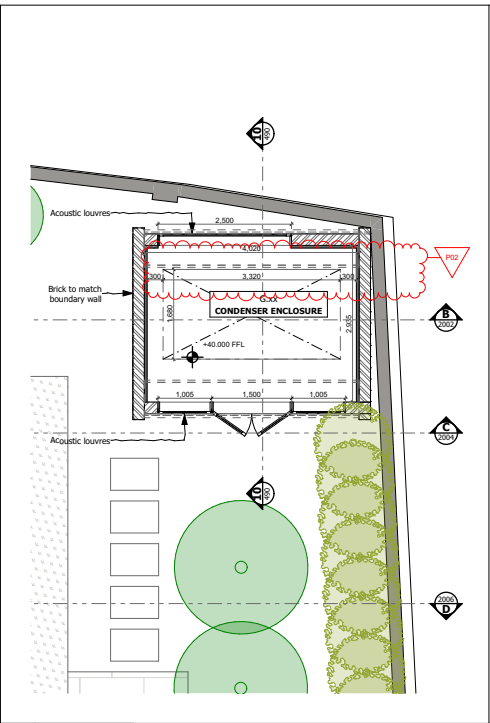 10
490
Acoustic louvres
2,500
4,020
P02
300
3,320
300
Brick to match
boundary wall
G.XX
CONDENSER ENCLOSURE
1,680
2,935
B
2002
+40.000 FFL
1,005
1,500
1,005
C
2004
Acoustic louvres
10
490
2006
D